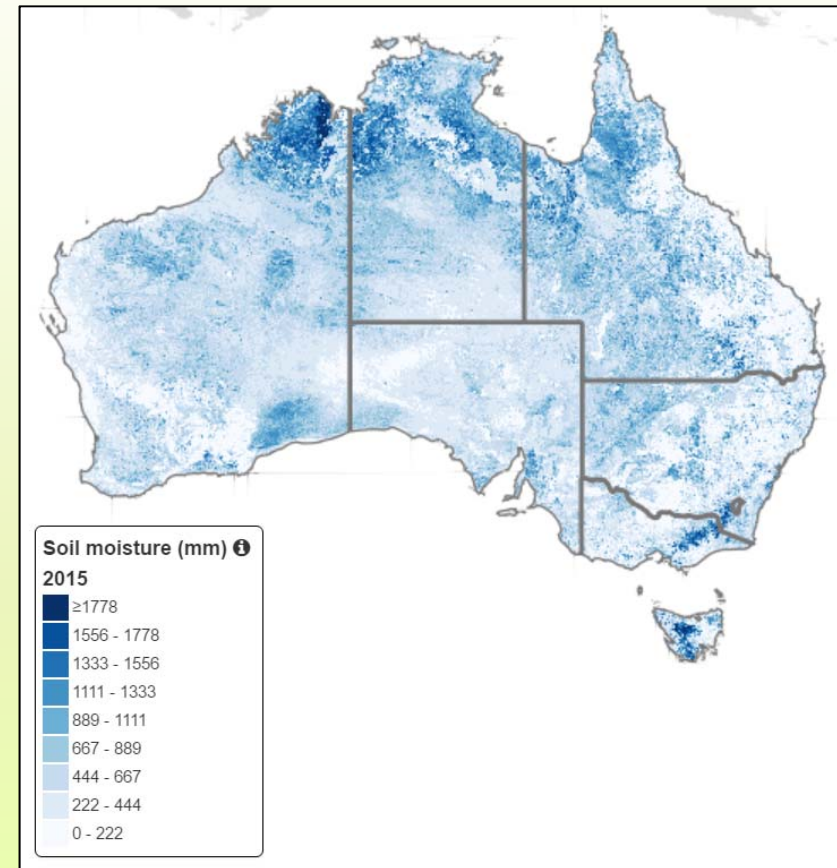 Soil moisture (mm) ℹ
2015
≥1778
1556 - 1778
1333 - 1556
1111 - 1333
889 - 1111
667 - 889
444 - 667
222 - 444
0 - 222